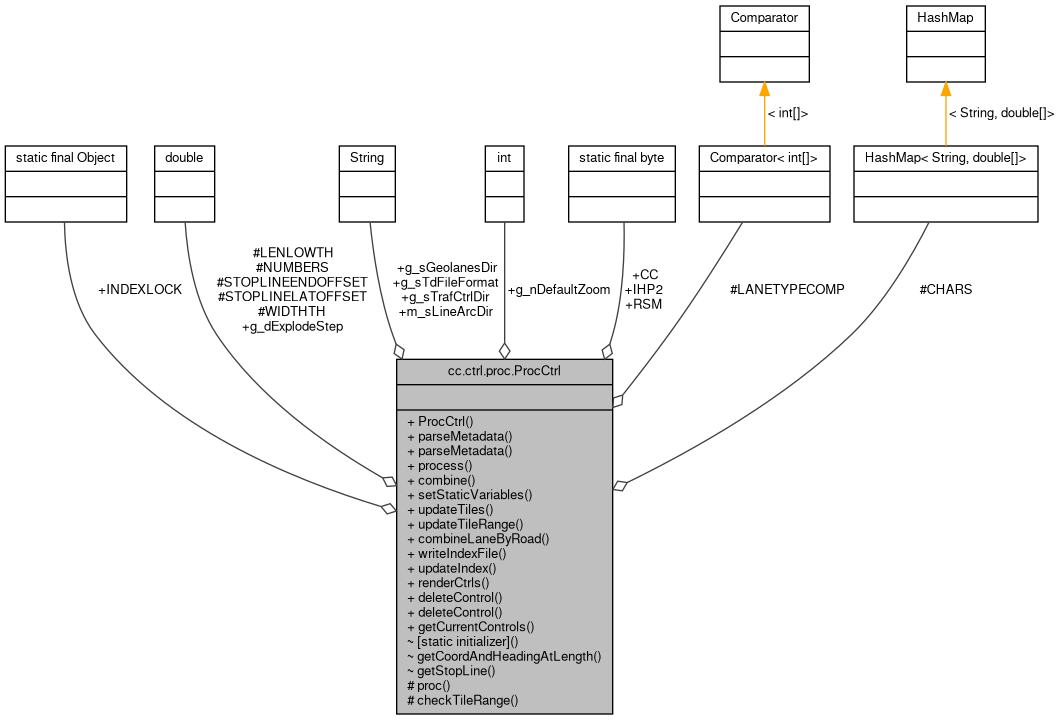 Comparator
HashMap
< int[]>
< String, double[]>
static final Object
double
String
int
static final byte
Comparator< int[]>
HashMap< String, double[]>
+INDEXLOCK
#LENLOWTH
#NUMBERS
#STOPLINEENDOFFSET
#STOPLINELATOFFSET
#WIDTHTH
+g_dExplodeStep
+g_sGeolanesDir
+g_sTdFileFormat
+g_sTrafCtrlDir
+m_sLineArcDir
+g_nDefaultZoom
+CC
+IHP2
+RSM
#LANETYPECOMP
#CHARS
cc.ctrl.proc.ProcCtrl
+ ProcCtrl()
+ parseMetadata()
+ parseMetadata()
+ process()
+ combine()
+ setStaticVariables()
+ updateTiles()
+ updateTileRange()
+ combineLaneByRoad()
+ writeIndexFile()
+ updateIndex()
+ renderCtrls()
+ deleteControl()
+ deleteControl()
+ getCurrentControls()
~ [static initializer]()
~ getCoordAndHeadingAtLength()
~ getStopLine()
# proc()
# checkTileRange()